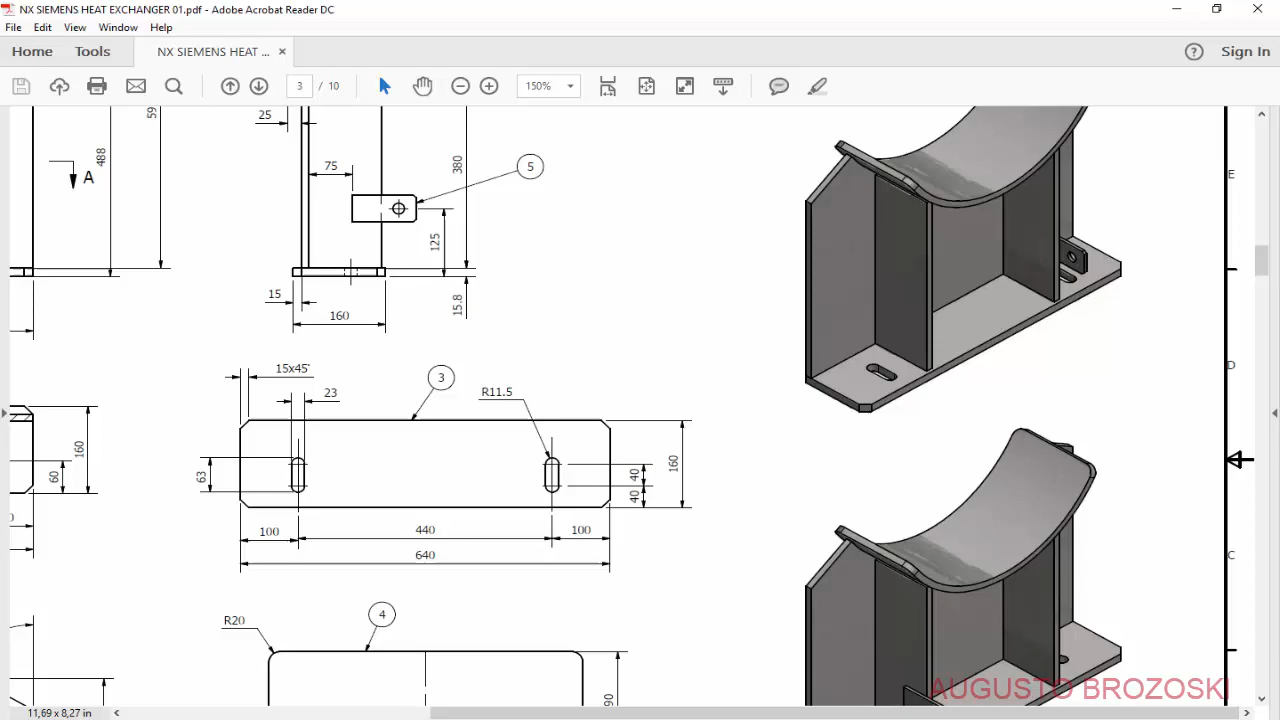 NX SIEMENS HEAT EXCHANGER 01.pdf - Adobe Acrobat Reader DC
File Edit View Window Help
Home Tools NX SIEMENS HEAT ... × Sign In
3 / 10 150%
25
59
488
A
75
380
5
E
125
15
160
15.8
15x45°
3
D
23
R11.5
160
60
63
40
40
160
100
440
100
640
C
R20
4
90
AUGUSTO BROZOSKI
11,69 x 8,27 in